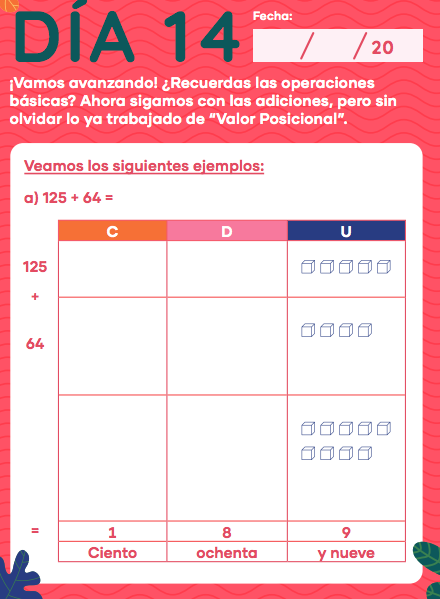 DÍA 14
Fecha:
/ / 20
¡Vamos avanzando! ¿Recuerdas las operaciones
básicas? Ahora sigamos con las adiciones, pero sin
olvidar lo ya trabajado de “Valor Posicional”.
Veamos los siguientes ejemplos:
a) 125 + 64 =
C D U
125
+
64
= 1 8 9
Ciento ochenta y nueve